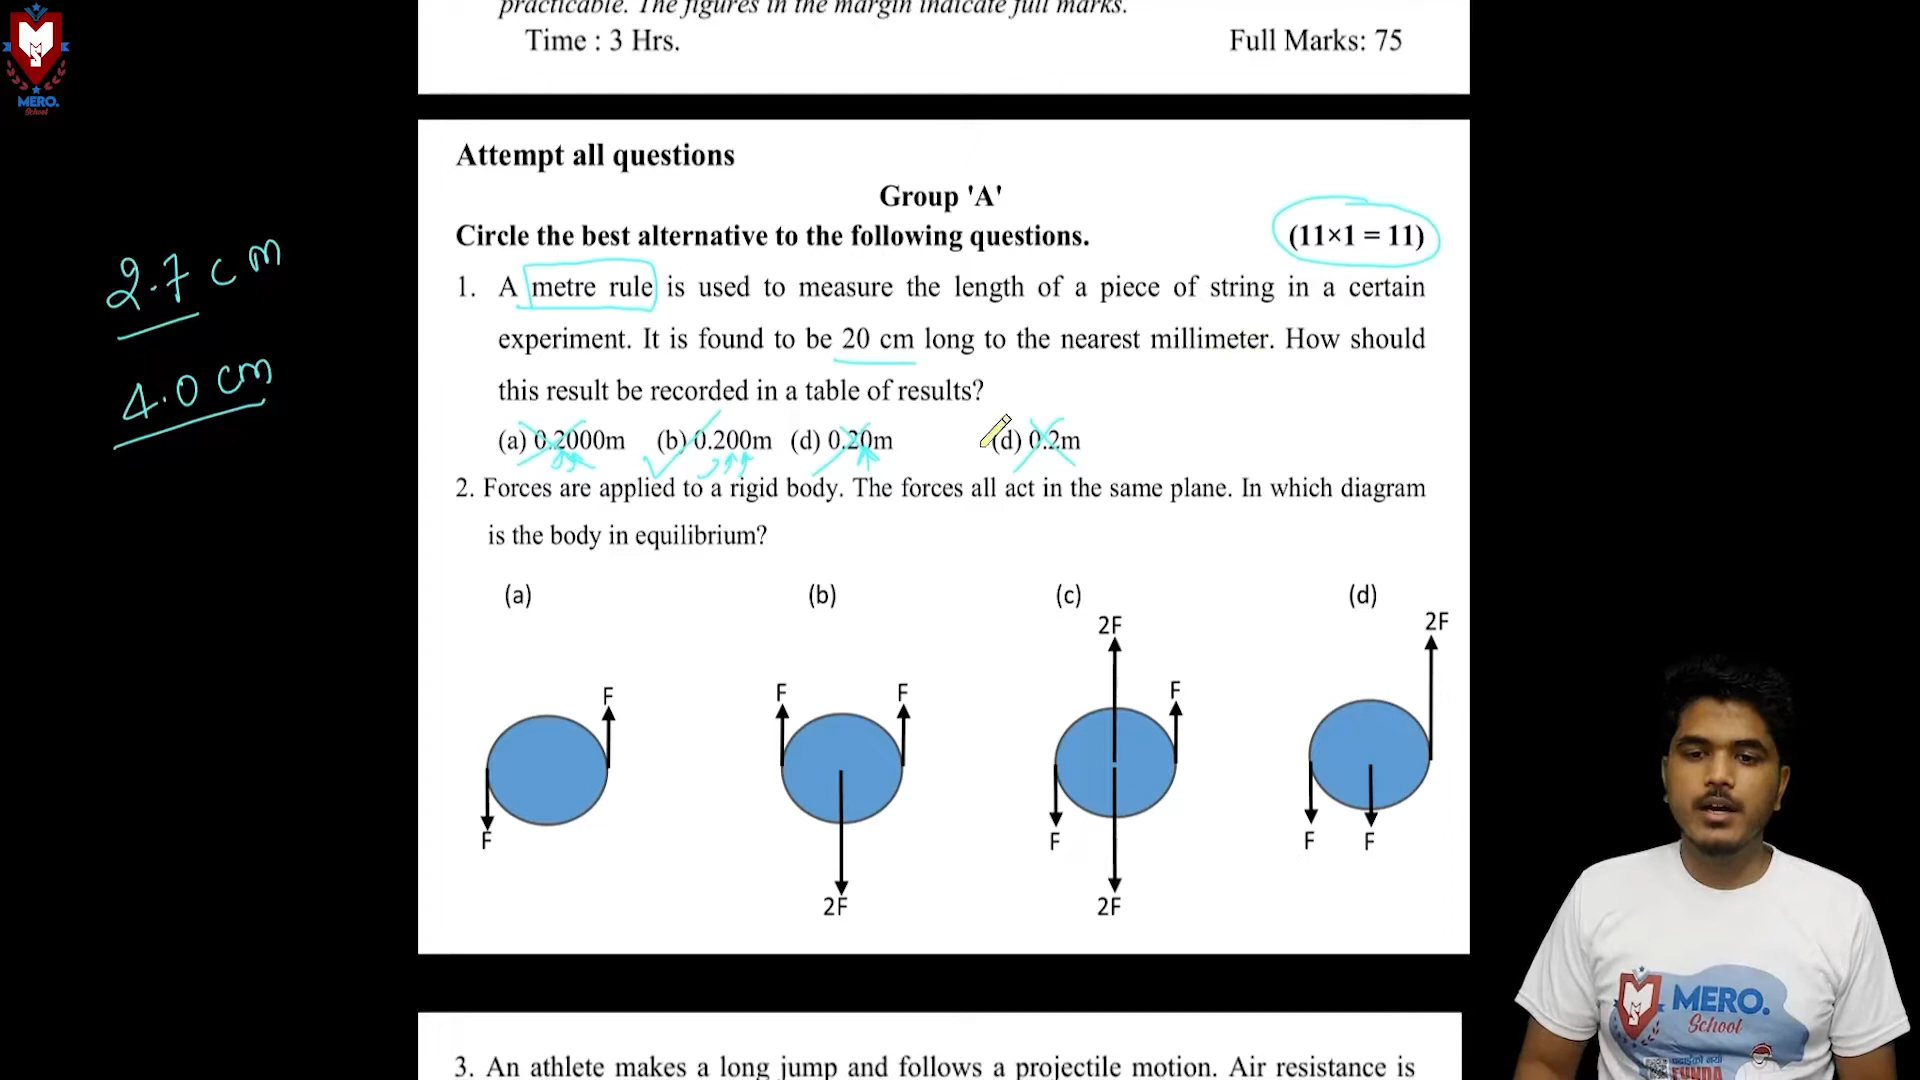 practicable. The figures in the margin indicate full marks.
Time : 3 Hrs.
Full Marks: 75
MERO.
School
Attempt all questions
Group 'A'
Circle the best alternative to the following questions.
(11×1 = 11)
2.7 cm
4.0 cm
1. A metre rule is used to measure the length of a piece of string in a certain
experiment. It is found to be 20 cm long to the nearest millimeter. How should
this result be recorded in a table of results?
(a) 0.2000m (b) 0.200m (d) 0.20m (d) 0.2m
2. Forces are applied to a rigid body. The forces all act in the same plane. In which diagram
is the body in equilibrium?
(a) (b) (c) (d)
2F 2F
F F F F
F F F F
2F 2F
3. An athlete makes a long jump and follows a projectile motion. Air resistance is
MERO.
School
FUNDA